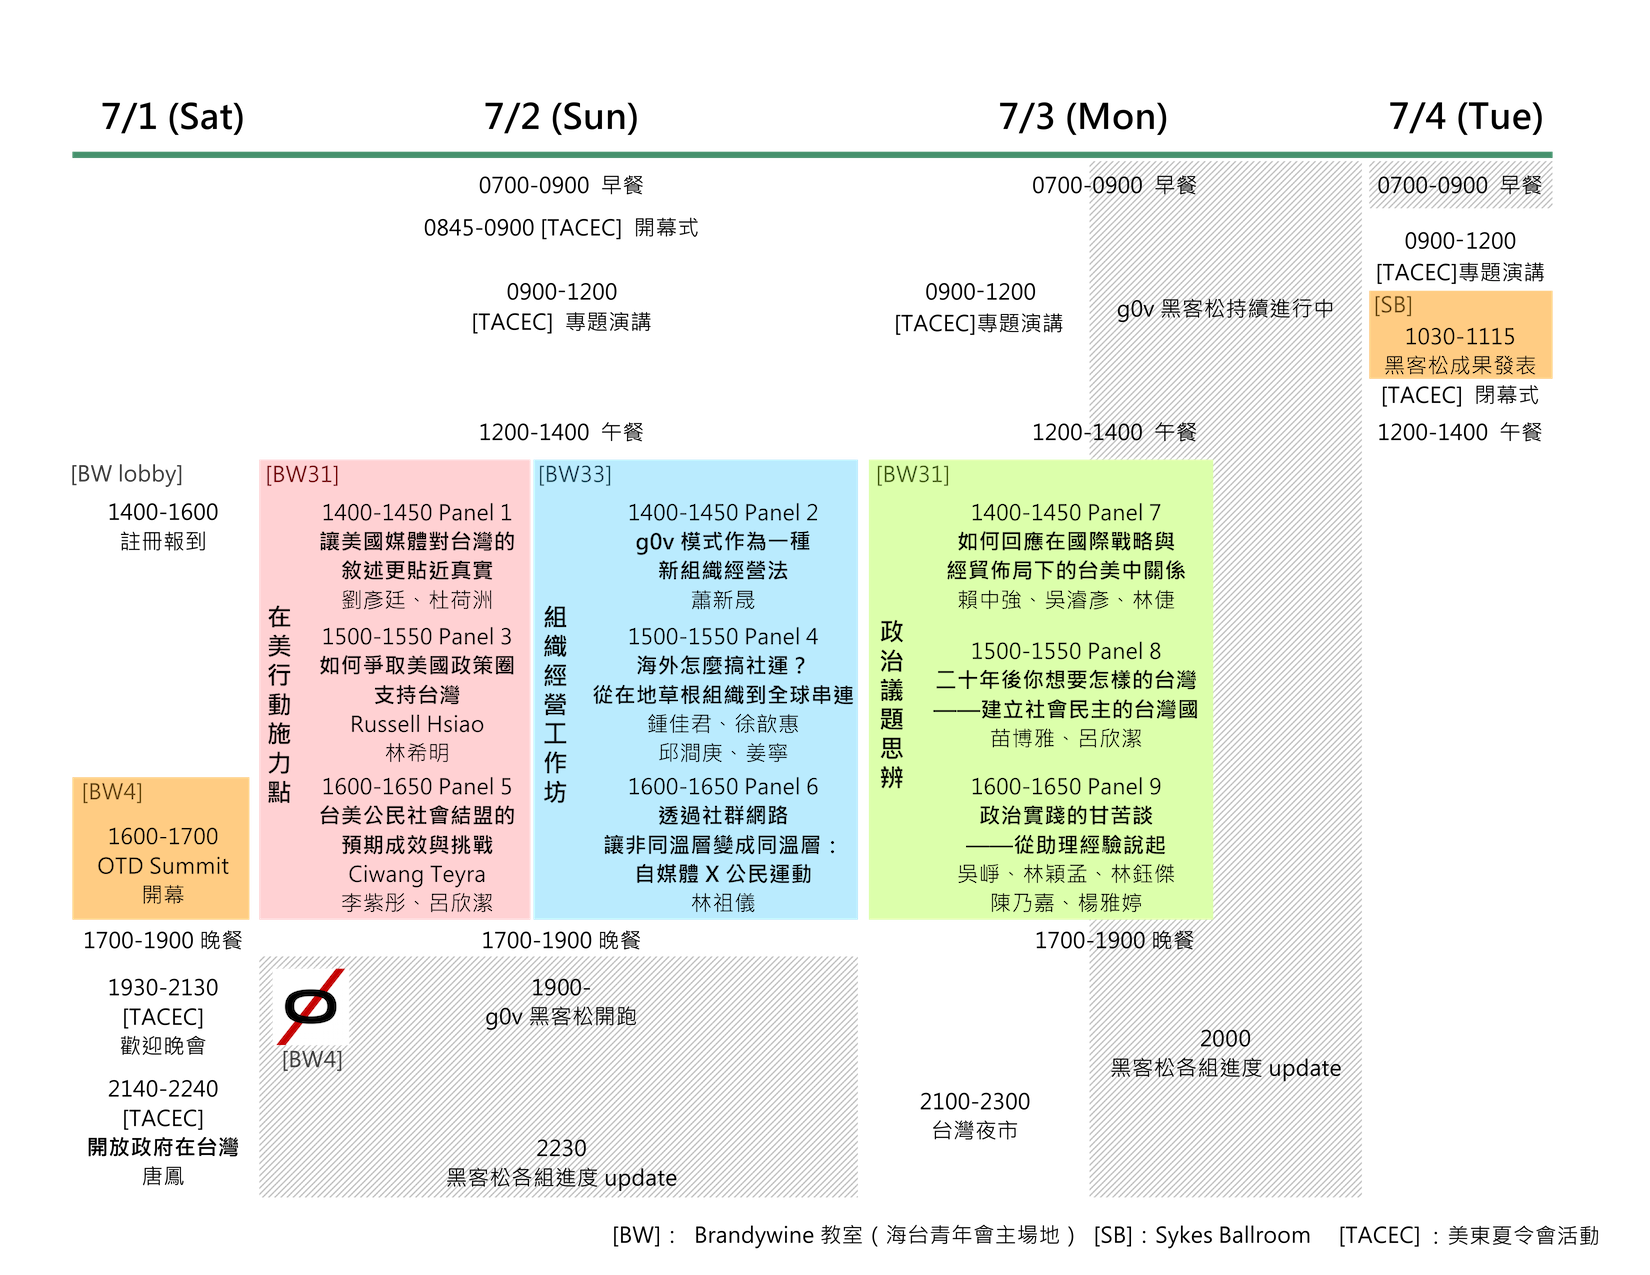 7/1 (Sat)
7/2 (Sun)
7/3 (Mon)
7/4 (Tue)
[BW lobby]
1400-1600
註冊報到
[BW4]
1600-1700
OTD Summit
開幕
1700-1900 晚餐
1930-2130
[TACEC]
歡迎晚會
2140-2240
[TACEC]
開放政府在台灣
唐鳳
0700-0900 早餐
0845-0900 [TACEC] 開幕式
0900-1200
[TACEC] 專題演講
1200-1400 午餐
[BW31]
在美行動施力點
1400-1450 Panel 1
讓美國媒體對台灣的
敘述更貼近真實
劉彥廷、杜荷洲
1500-1550 Panel 3
如何爭取美國政策圈
支持台灣
Russell Hsiao
林希明
1600-1650 Panel 5
台美公民社會結盟的
預期成效與挑戰
Ciwang Teyra
李紫彤、呂欣潔
[BW33]
組織經營工作坊
1400-1450 Panel 2
g0v 模式作為一種
新組織經營法
蕭新晟
1500-1550 Panel 4
海外怎麼搞社運？
從在地草根組織到全球串連
鍾佳君、徐歆惠
邱澗庚、姜寧
1600-1650 Panel 6
透過社群網路
讓非同溫層變成同溫層：
自媒體 X 公民運動
林祖儀
1700-1900 晚餐
[BW4]
1900-
g0v 黑客松開跑
2230
黑客松各組進度 update
0700-0900 早餐
0900-1200
[TACEC]專題演講
g0v 黑客松持續進行中
1200-1400 午餐
[BW31]
政治議題思辨
1400-1450 Panel 7
如何回應在國際戰略與
經貿佈局下的台美中關係
賴中強、吳濬彥、林倢
1500-1550 Panel 8
二十年後你想要怎樣的台灣
——建立社會民主的台灣國
苗博雅、呂欣潔
1600-1650 Panel 9
政治實踐的甘苦談
——從助理經驗說起
吳崢、林穎孟、林鈺傑
陳乃嘉、楊雅婷
1700-1900 晚餐
2000
黑客松各組進度 update
2100-2300
台灣夜市
0700-0900 早餐
0900-1200
[TACEC]專題演講
[SB]
1030-1115
黑客松成果發表
[TACEC] 閉幕式
1200-1400 午餐
[BW]： Brandywine 教室（海台青年會主場地） [SB]：Sykes Ballroom [TACEC] ：美東夏令會活動